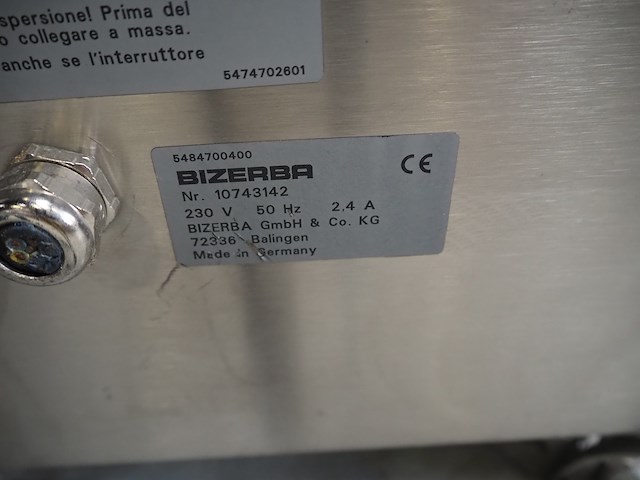 spersione! Prima del
o collegare a massa.
anche se l'interruttore
5474702601
5484700400
BIZERBA
CE
Nr. 10743142
230 V 50 Hz 2.4 A
BIZERBA GmbH & Co. KG
72336 Balingen
Made in Germany